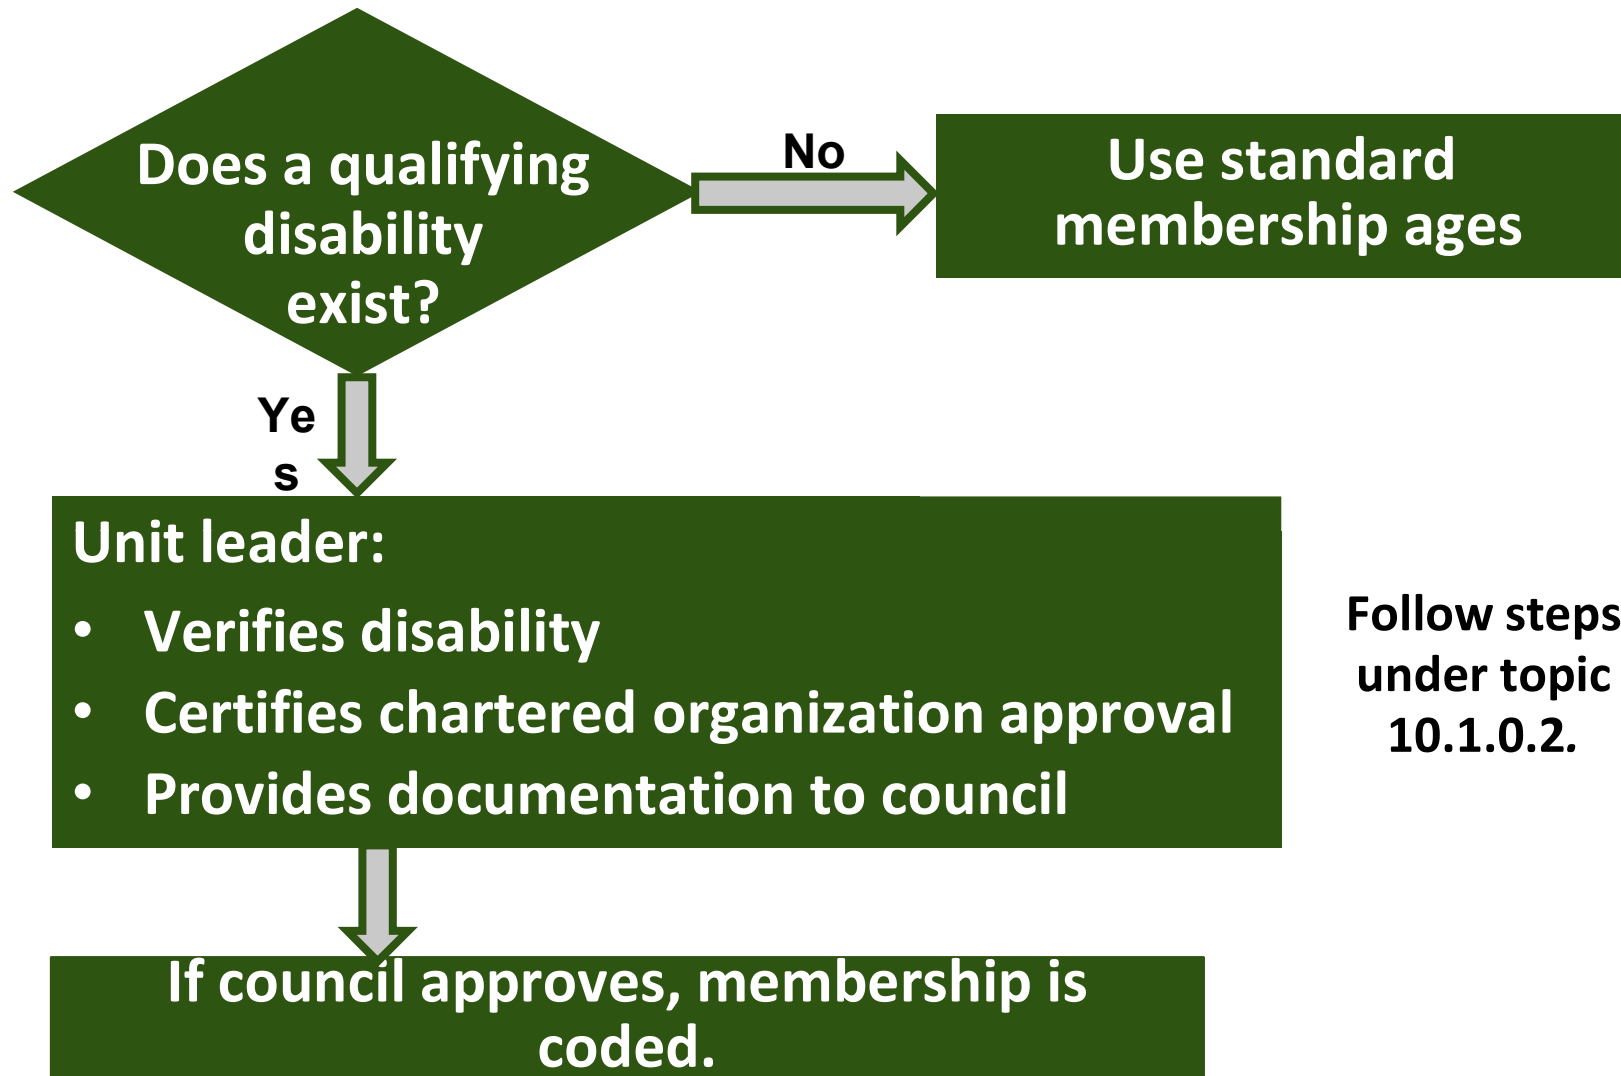 Does a qualifying
disability
exist?
No
Use standard
membership ages
Ye
s
Unit leader:
• Verifies disability
• Certifies chartered organization approval
• Provides documentation to council
Follow steps
under topic
10.1.0.2.
If council approves, membership is
coded.